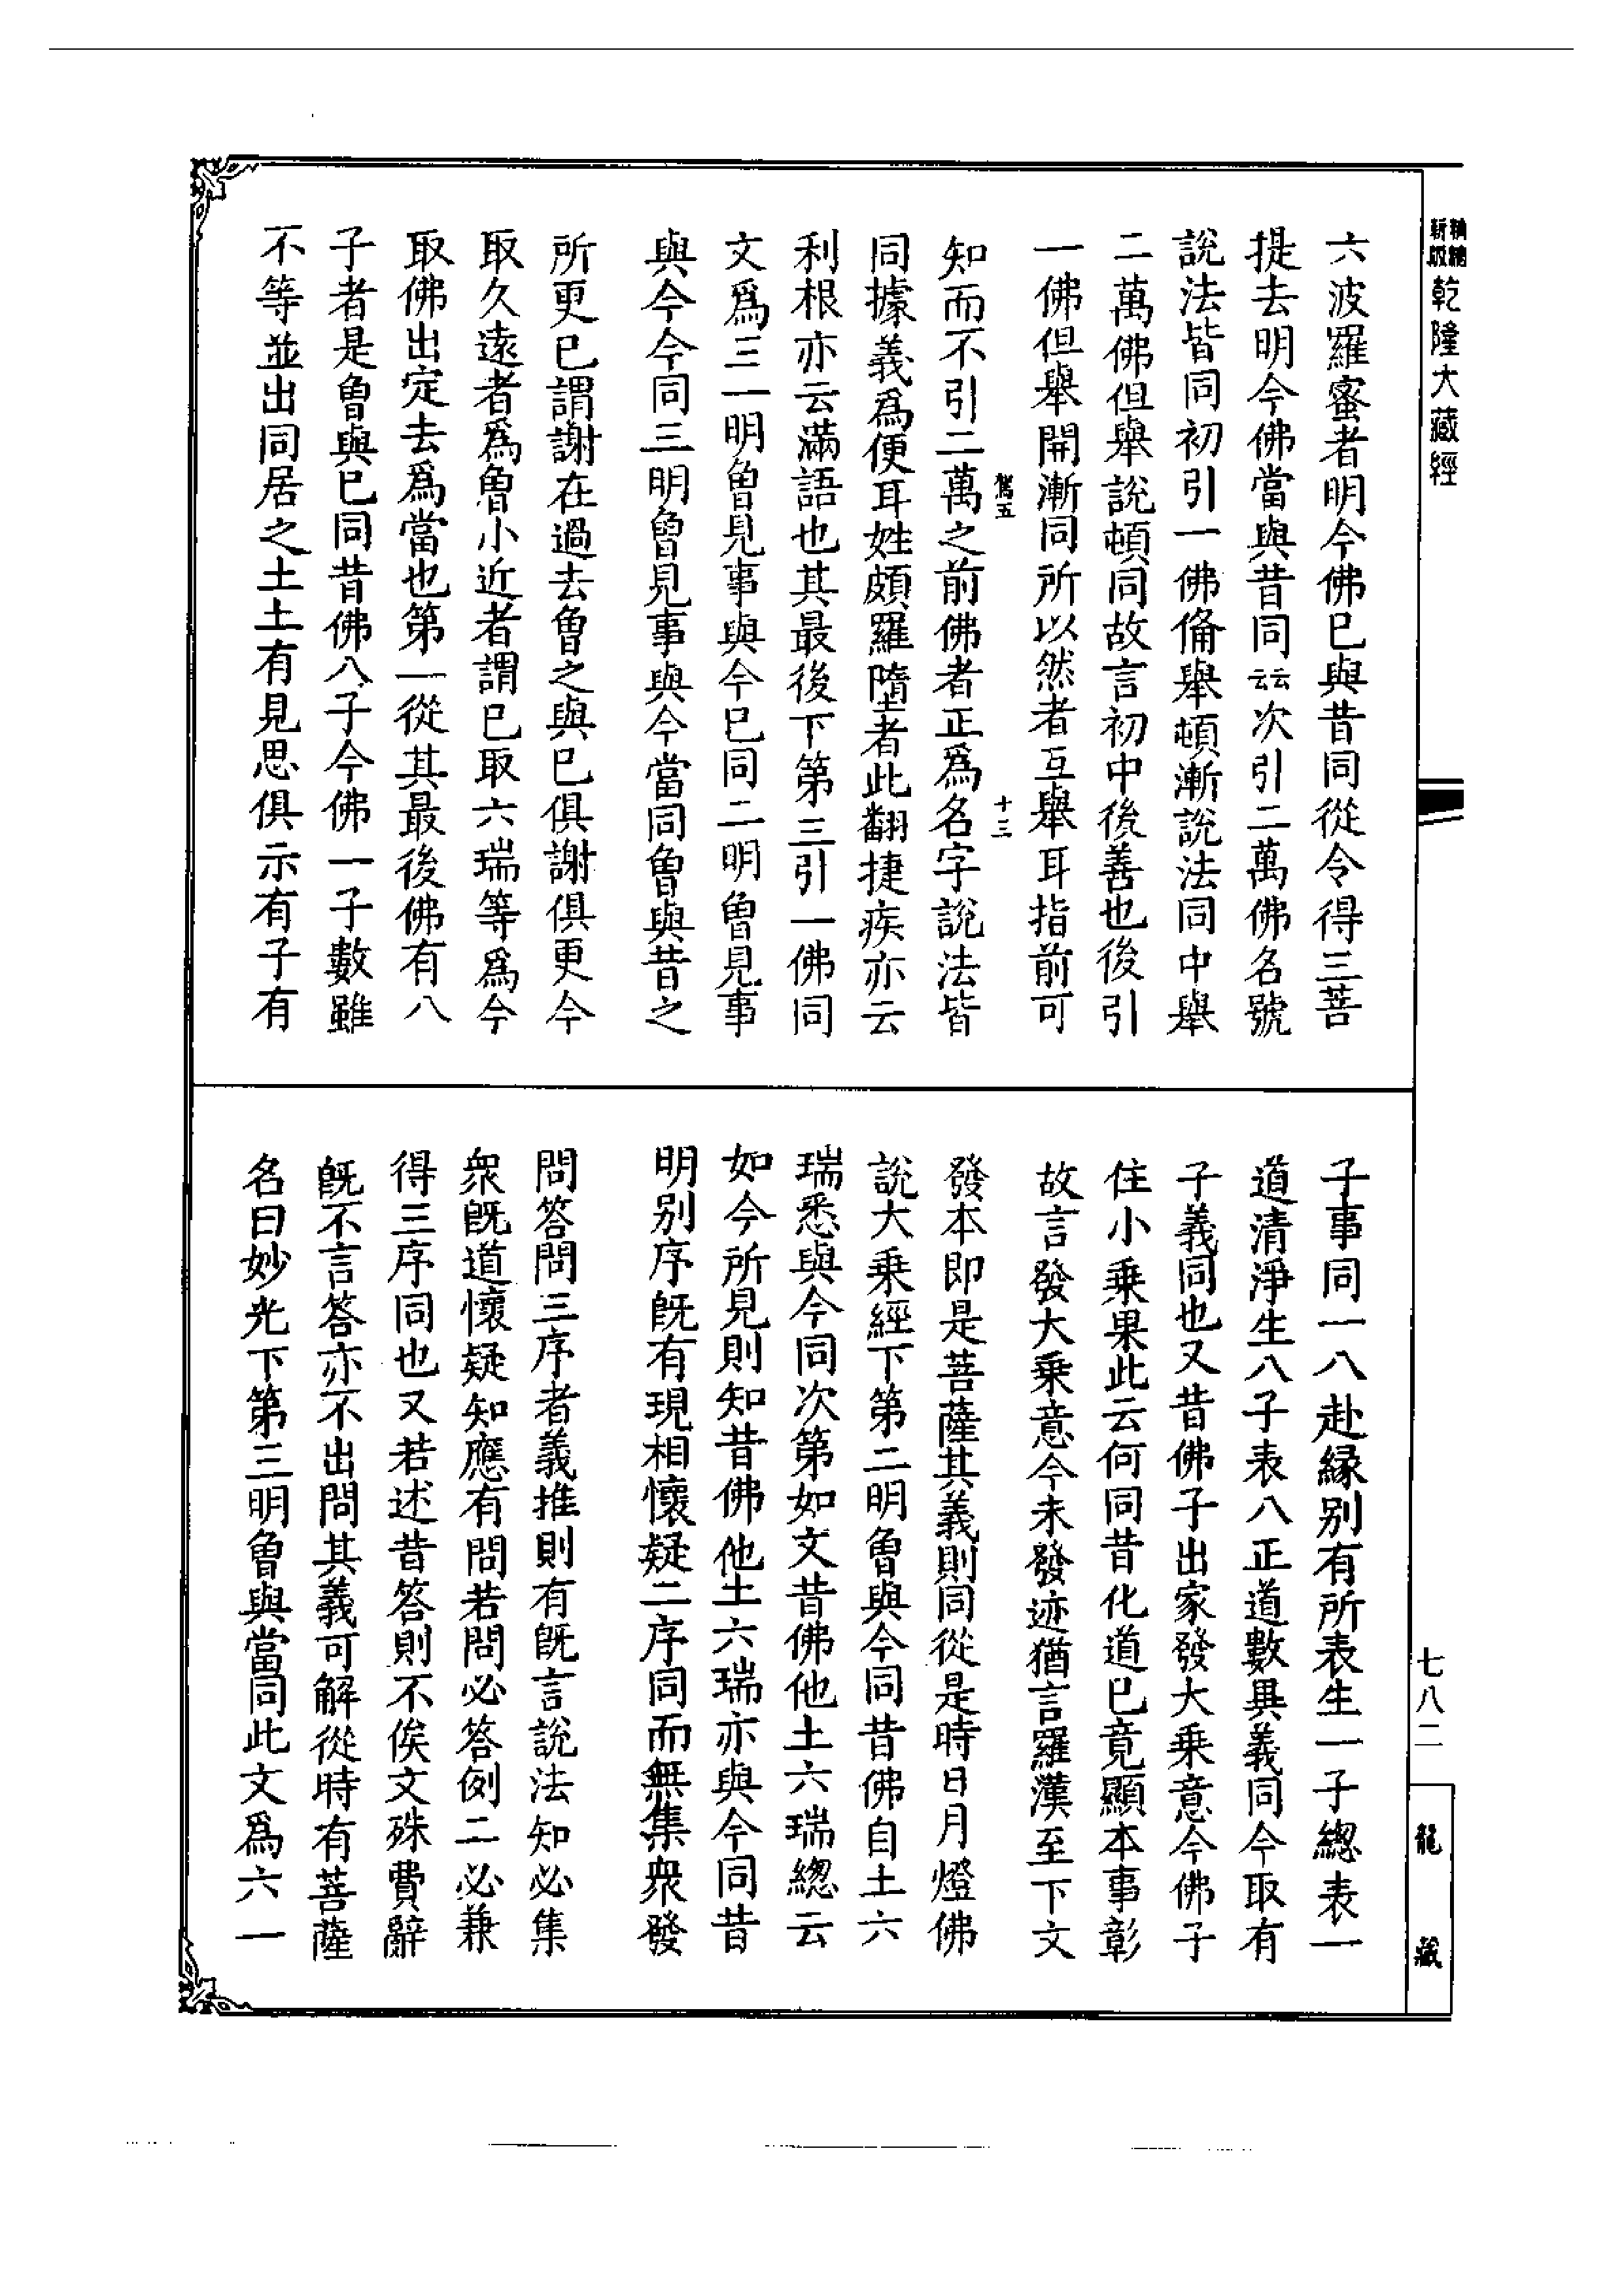 精縮
新版
乾隆大藏經
六波羅蜜者明今佛已與昔同從令得三菩
提去明今佛當與昔同云云次引二萬佛名號
說法皆同初引一佛備舉頓漸說法同中舉
二萬佛但舉說頓同故言初中後善也後引
一佛但舉開漸同所以然者互舉耳指前可
駕五
十三
知而不引二萬之前佛者正爲名字說法皆
同據義爲便耳姓頗羅墮者此翻捷疾亦云
利根亦云滿語也其最後下第三引一佛同
文爲三一明曾見事與今已同二明曾見事
與今今同三明曾見事與今當同曾與昔之
所更已謂謝在過去曾之與已俱謝俱更今
取久遠者爲曾小近者謂已取六瑞等爲今
取佛出定去爲當也第一從其最後佛有八
子者是曾與已同昔佛八子今佛一子數雖
不等並出同居之土土有見思俱示有子有
子事同一八赴緣別有所表生一子總表一
道清淨生八子表八正道數異義同今取有
子義同也又昔佛子出家發大乘意今佛子
住小乘果此云何同昔化道已竟顯本事彰
故言發大乘意今未發迹猶言羅漢至下文
發本即是菩薩其義則同從是時日月燈佛
說大乘經下第二明曾與今同昔佛自土六
瑞悉與今同次第如文昔佛他土六瑞總云
如今所見則知昔佛他土六瑞亦與今同昔
明別序旣有現相懷疑二序同而無集衆發
問答問三序者義推則有旣言說法知必集
衆旣道懷疑知應有問若問必答例二必兼
得三序同也又若述昔答則不俟文殊費辭
旣不言答亦不出問其義可解從時有菩薩
名曰妙光下第三明曾與當同此文爲六一
七八二
龍藏